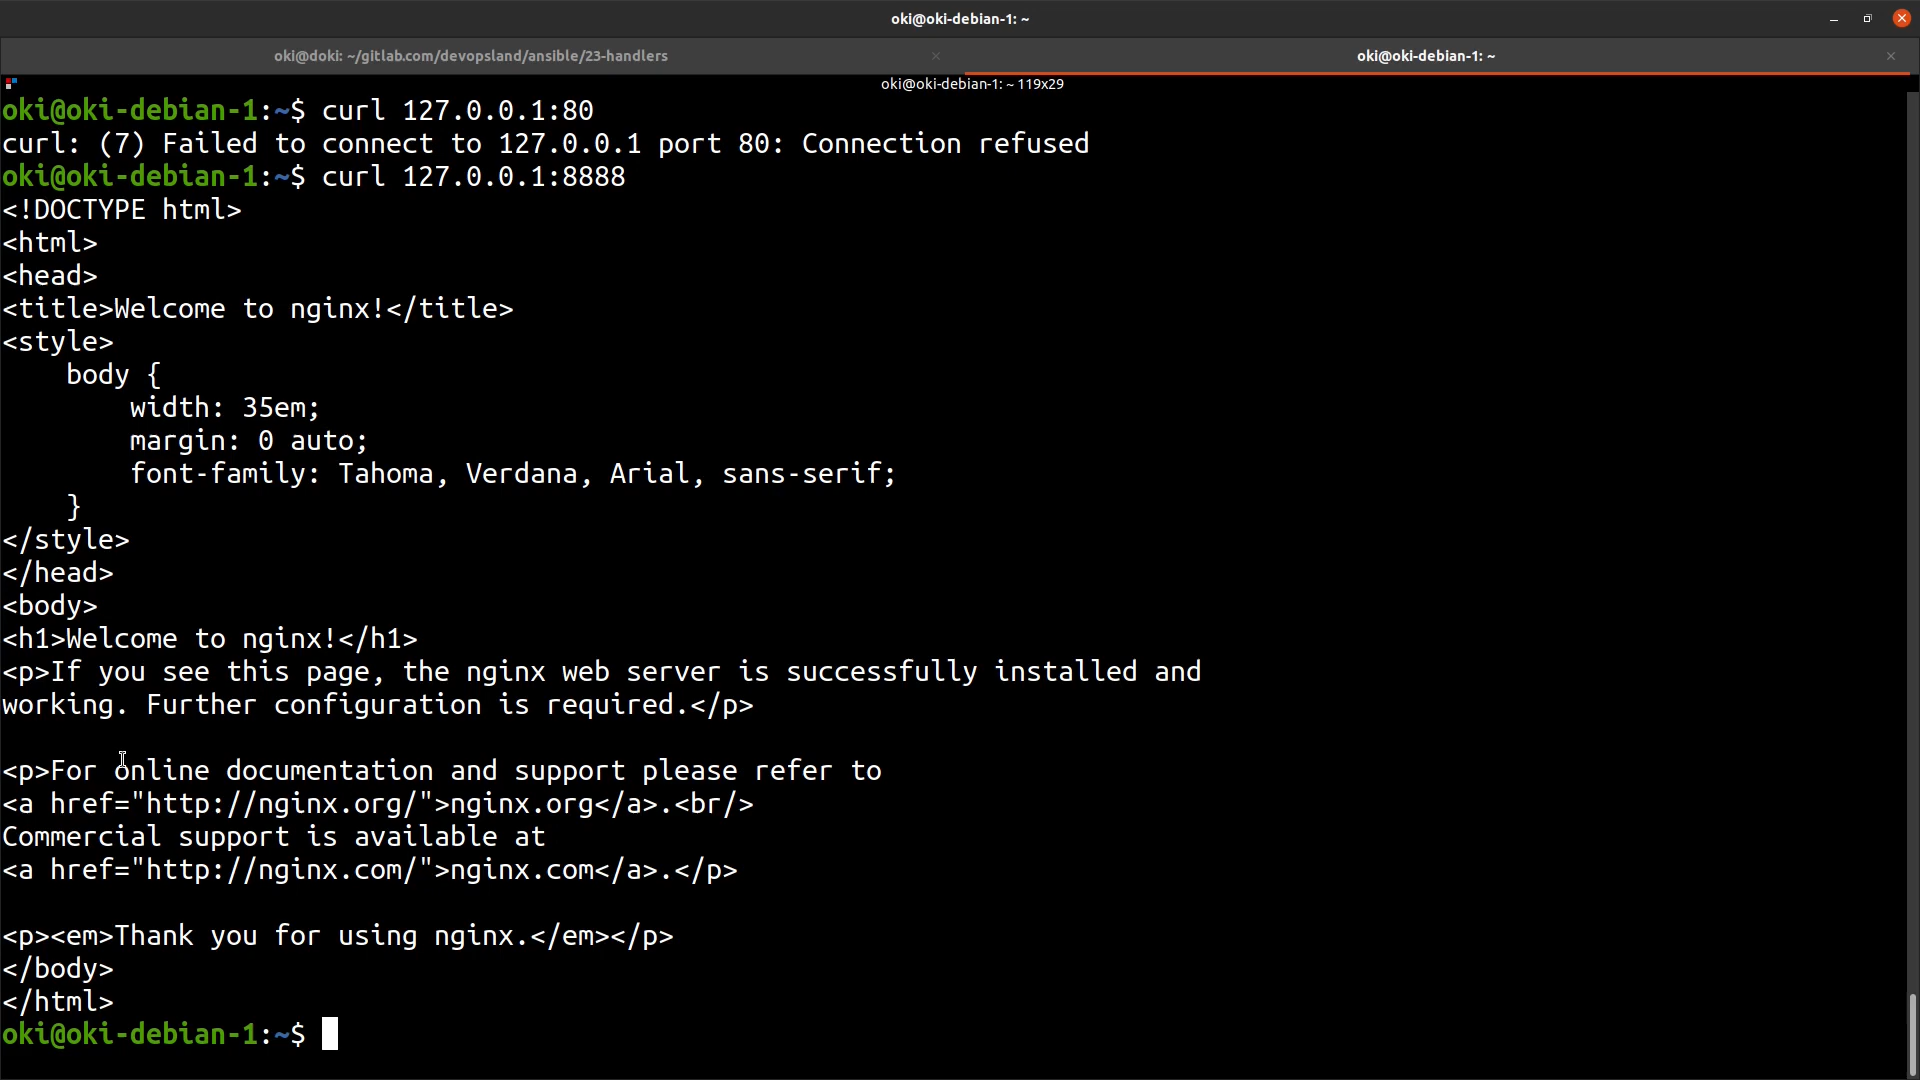 oki@oki-debian-1: ~
oki@doki: ~/gitlab.com/devopsland/ansible/23-handlers
oki@oki-debian-1: ~
oki@oki-debian-1: ~ 119x29
oki@oki-debian-1:~$ curl 127.0.0.1:80
curl: (7) Failed to connect to 127.0.0.1 port 80: Connection refused
oki@oki-debian-1:~$ curl 127.0.0.1:8888
<!DOCTYPE html>
<html>
<head>
<title>Welcome to nginx!</title>
<style>
    body {
        width: 35em;
        margin: 0 auto;
        font-family: Tahoma, Verdana, Arial, sans-serif;
    }
</style>
</head>
<body>
<h1>Welcome to nginx!</h1>
<p>If you see this page, the nginx web server is successfully installed and
working. Further configuration is required.</p>

<p>For online documentation and support please refer to
<a href="http://nginx.org/">nginx.org</a>.<br/>
Commercial support is available at
<a href="http://nginx.com/">nginx.com</a>.</p>

<p><em>Thank you for using nginx.</em></p>
</body>
</html>
oki@oki-debian-1:~$